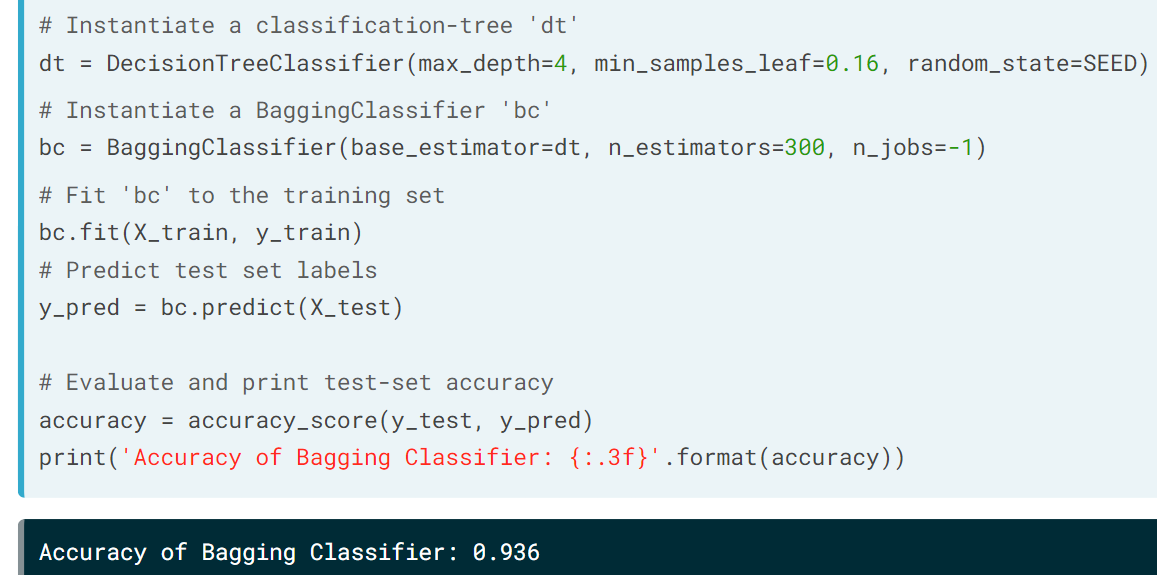 # Instantiate a classification-tree 'dt'
dt = DecisionTreeClassifier(max_depth=4, min_samples_leaf=0.16, random_state=SEED)
# Instantiate a BaggingClassifier 'bc'
bc = BaggingClassifier(base_estimator=dt, n_estimators=300, n_jobs=-1)
# Fit 'bc' to the training set
bc.fit(X_train, y_train)
# Predict test set labels
y_pred = bc.predict(X_test)
# Evaluate and print test-set accuracy
accuracy = accuracy_score(y_test, y_pred)
print('Accuracy of Bagging Classifier: {:.3f}'.format(accuracy))
Accuracy of Bagging Classifier: 0.936